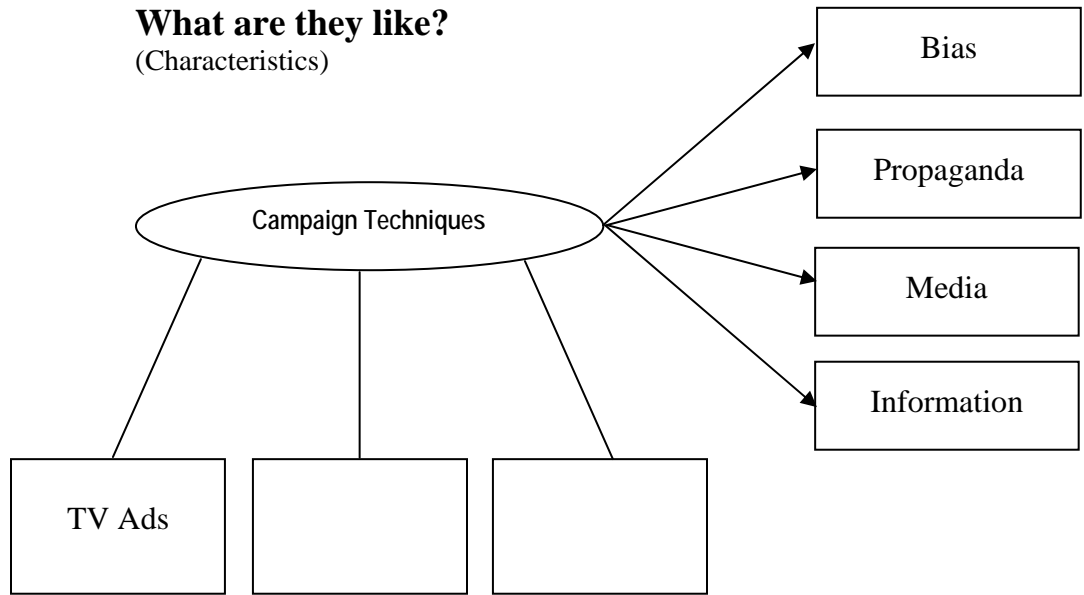 What are they like?
(Characteristics)
Bias
Propaganda
Campaign Techniques
Media
Information
TV Ads